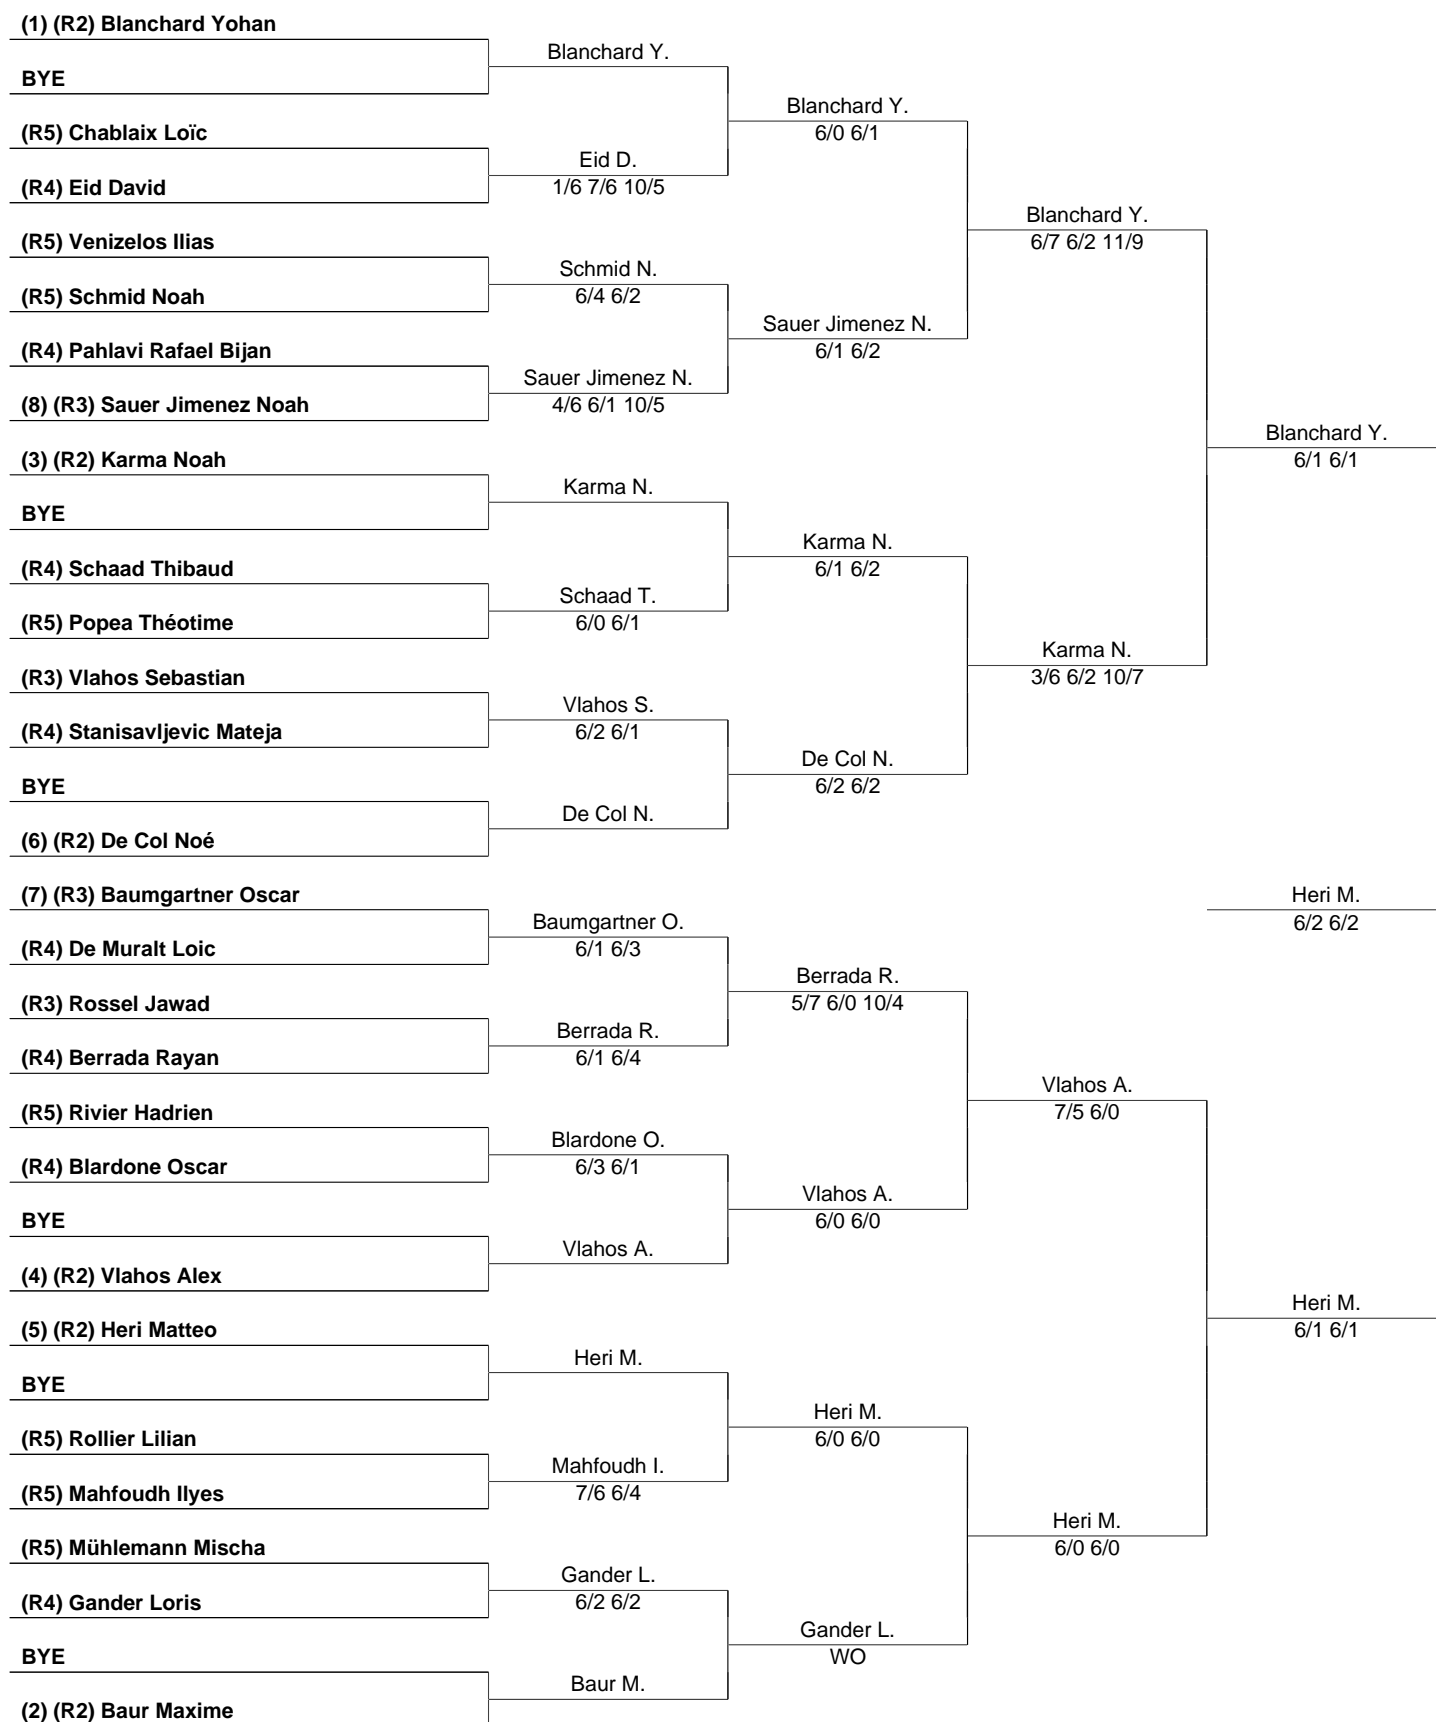 (1) (R2) Blanchard Yohan
Blanchard Y.
BYE
Blanchard Y.
6/0 6/1
(R5) Chablaix Loïc
Eid D.
1/6 7/6 10/5
(R4) Eid David
Blanchard Y.
6/7 6/2 11/9
(R5) Venizelos Ilias
Schmid N.
6/4 6/2
(R5) Schmid Noah
Sauer Jimenez N.
6/1 6/2
(R4) Pahlavi Rafael Bijan
Sauer Jimenez N.
4/6 6/1 10/5
(8) (R3) Sauer Jimenez Noah
Blanchard Y.
6/1 6/1
(3) (R2) Karma Noah
Karma N.
BYE
Karma N.
6/1 6/2
(R4) Schaad Thibaud
Schaad T.
6/0 6/1
(R5) Popea Théotime
Karma N.
3/6 6/2 10/7
(R3) Vlahos Sebastian
Vlahos S.
6/2 6/1
(R4) Stanisavljevic Mateja
De Col N.
6/2 6/2
BYE
De Col N.
(6) (R2) De Col Noé
(7) (R3) Baumgartner Oscar
Heri M.
6/2 6/2
Baumgartner O.
6/1 6/3
(R4) De Muralt Loic
Berrada R.
5/7 6/0 10/4
(R3) Rossel Jawad
Berrada R.
6/1 6/4
(R4) Berrada Rayan
Vlahos A.
7/5 6/0
(R5) Rivier Hadrien
Blardone O.
6/3 6/1
(R4) Blardone Oscar
Vlahos A.
6/0 6/0
BYE
Vlahos A.
(4) (R2) Vlahos Alex
Heri M.
6/1 6/1
(5) (R2) Heri Matteo
Heri M.
BYE
Heri M.
6/0 6/0
(R5) Rollier Lilian
Mahfoudh I.
7/6 6/4
(R5) Mahfoudh Ilyes
Heri M.
6/0 6/0
(R5) Mühlemann Mischa
Gander L.
6/2 6/2
(R4) Gander Loris
Gander L.
WO
BYE
Baur M.
(2) (R2) Baur Maxime